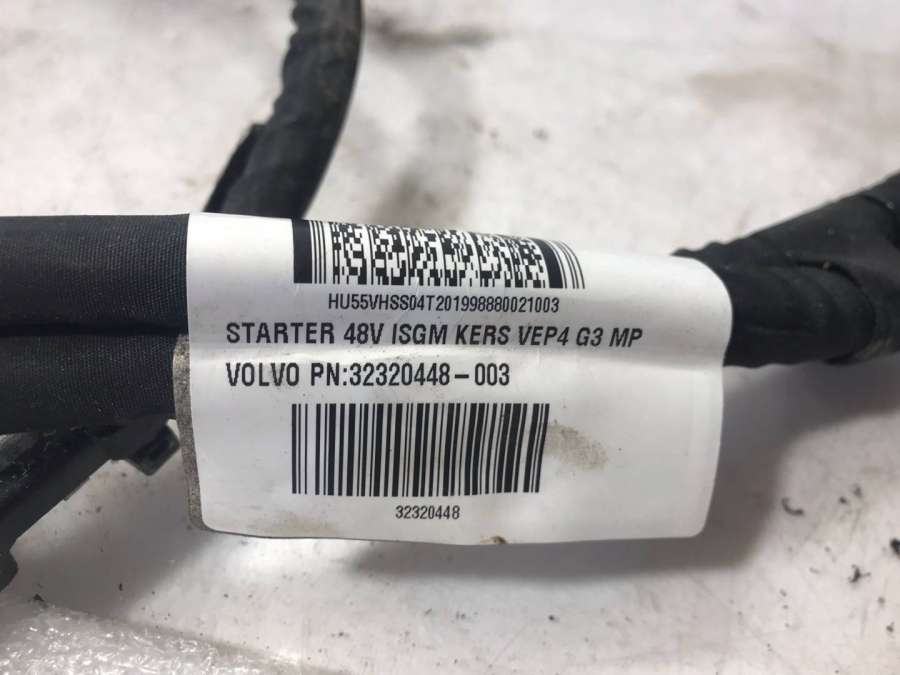 HU55VHSS04T201998880021003
STARTER 48V ISGM KERS VEP4 G3 MP
VOLVO PN:32320448-003
32320448